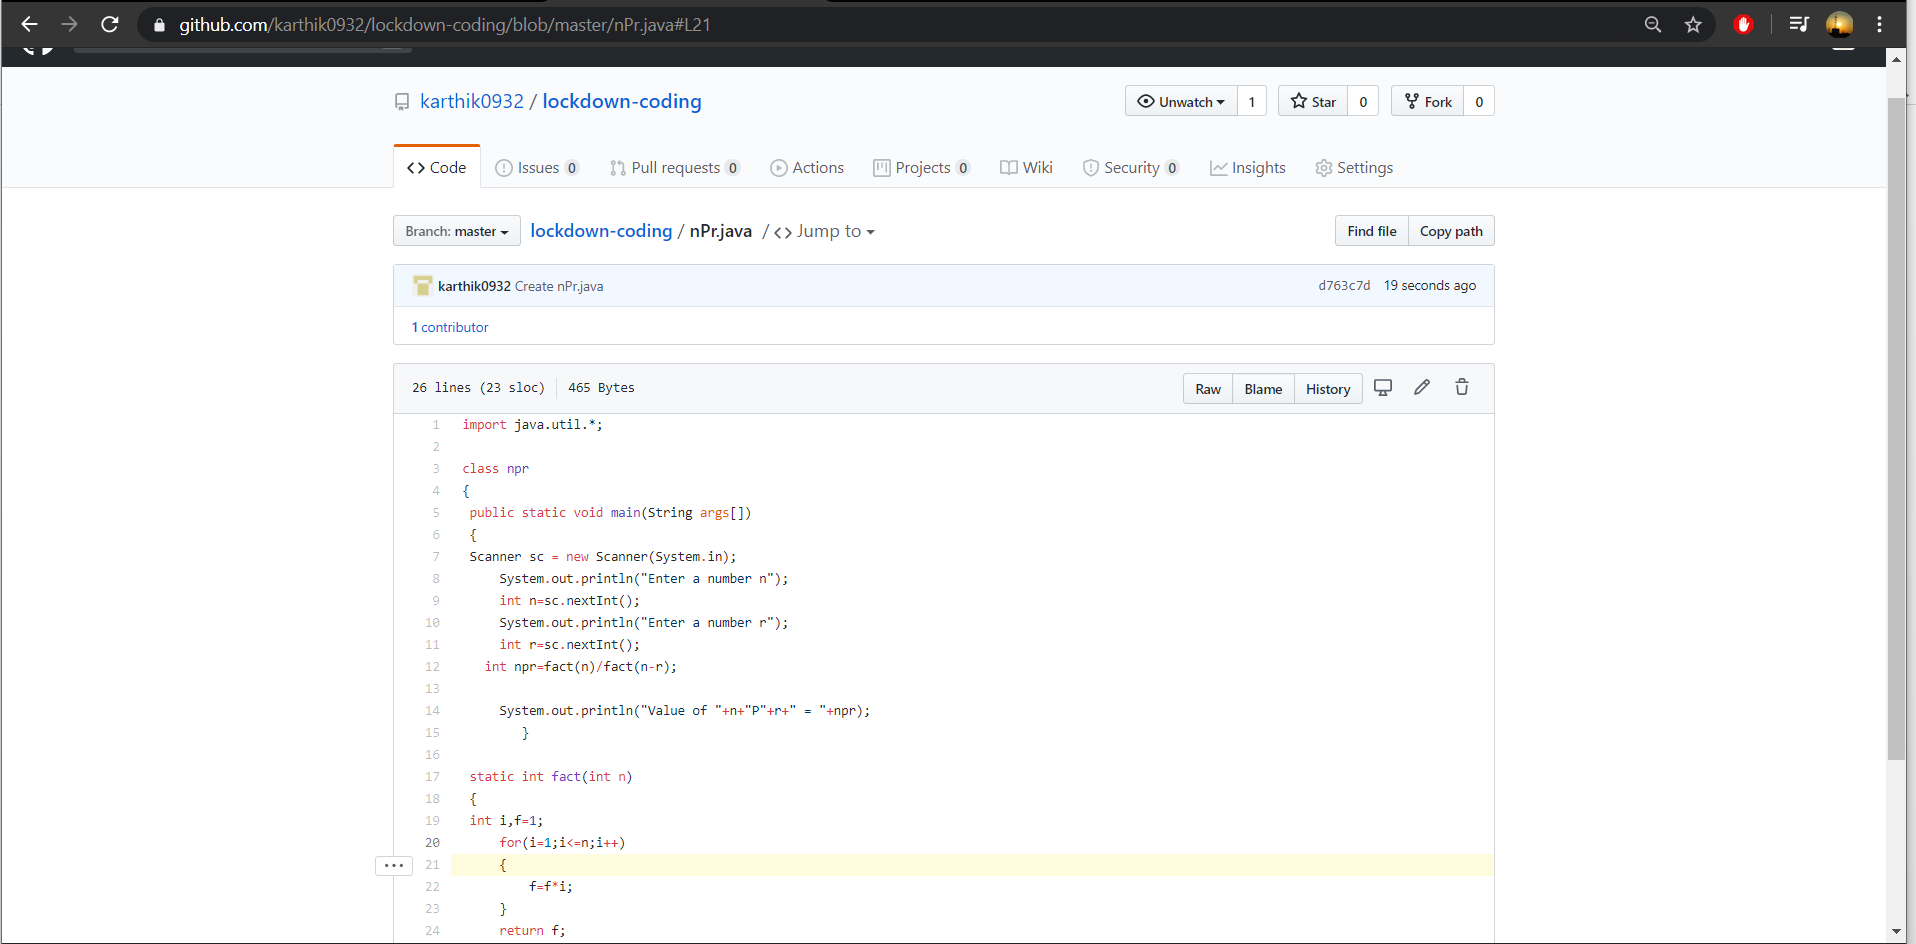 github.com/karthik0932/lockdown-coding/blob/master/nPr.java#L21
karthik0932 / lockdown-coding
Unwatch 1 Star 0 Fork 0
Code Issues 0 Pull requests 0 Actions Projects 0 Wiki Security 0 Insights Settings
Branch: master lockdown-coding / nPr.java / <> Jump to Find file Copy path
karthik0932 Create nPr.java d763c7d 19 seconds ago
1 contributor
26 lines (23 sloc) 465 Bytes Raw Blame History
1 import java.util.*;
2
3 class npr
4 {
5 public static void main(String args[])
6 {
7 Scanner sc = new Scanner(System.in);
8 System.out.println("Enter a number n");
9 int n=sc.nextInt();
10 System.out.println("Enter a number r");
11 int r=sc.nextInt();
12 int npr=fact(n)/fact(n-r);
13
14 System.out.println("Value of "+n+"P"+r+" = "+npr);
15 }
16
17 static int fact(int n)
18 {
19 int i,f=1;
20 for(i=1;i<=n;i++)
... 21 {
22 f=f*i;
23 }
24 return f;